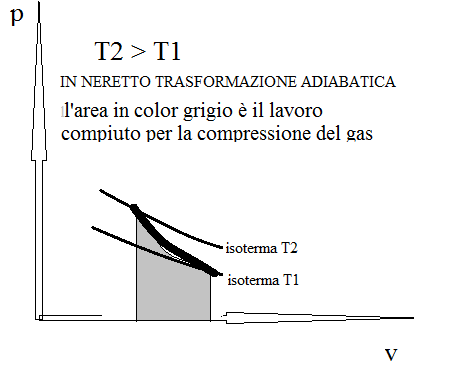 p
T2 > T1
IN NERETTO TRASFORMAZIONE ADIABATICA
l'area in color grigio è il lavoro
compiuto per la compressione del gas
isoterma T2
isoterma T1
v